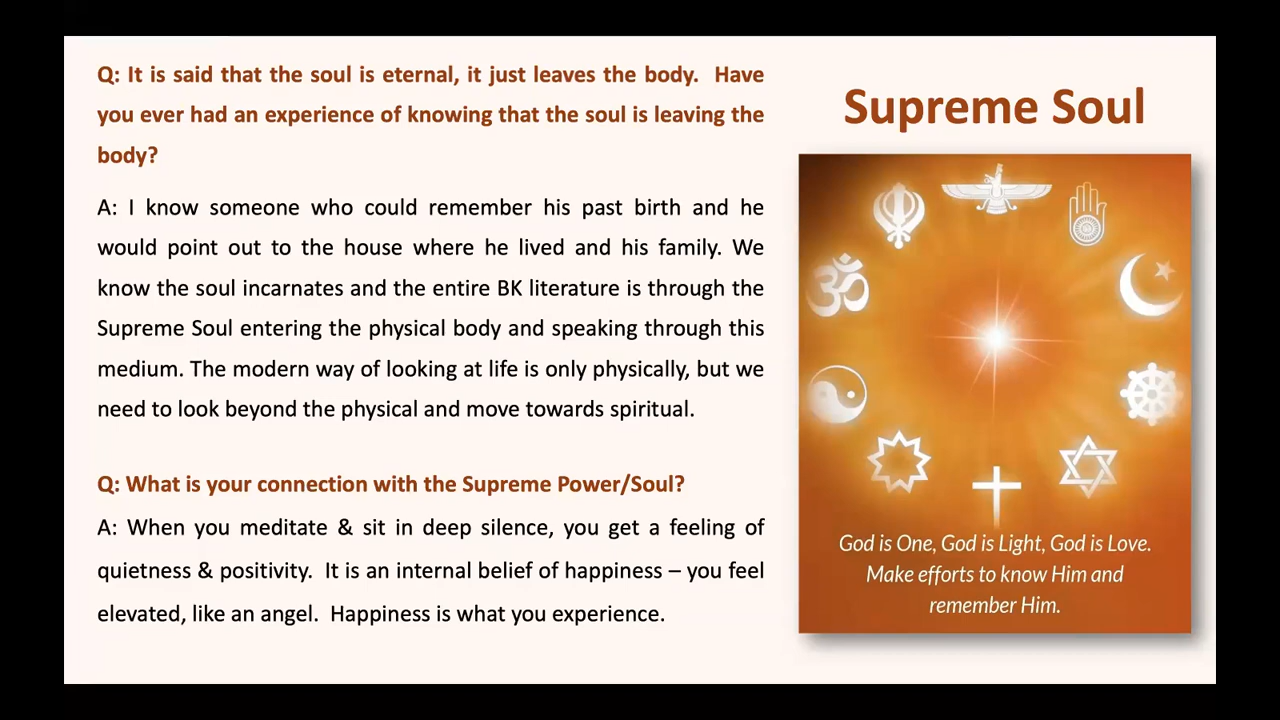 Q: It is said that the soul is eternal, it just leaves the body. Have
you ever had an experience of knowing that the soul is leaving the
body?
A: I know someone who could remember his past birth and he
would point out to the house where he lived and his family. We
know the soul incarnates and the entire BK literature is through the
Supreme Soul entering the physical body and speaking through this
medium. The modern way of looking at life is only physically, but we
need to look beyond the physical and move towards spiritual.
Q: What is your connection with the Supreme Power/Soul?
A: When you meditate & sit in deep silence, you get a feeling of
quietness & positivity. It is an internal belief of happiness – you feel
elevated, like an angel. Happiness is what you experience.
Supreme Soul
ॐ
God is One, God is Light, God is Love.
Make efforts to know Him and
remember Him.